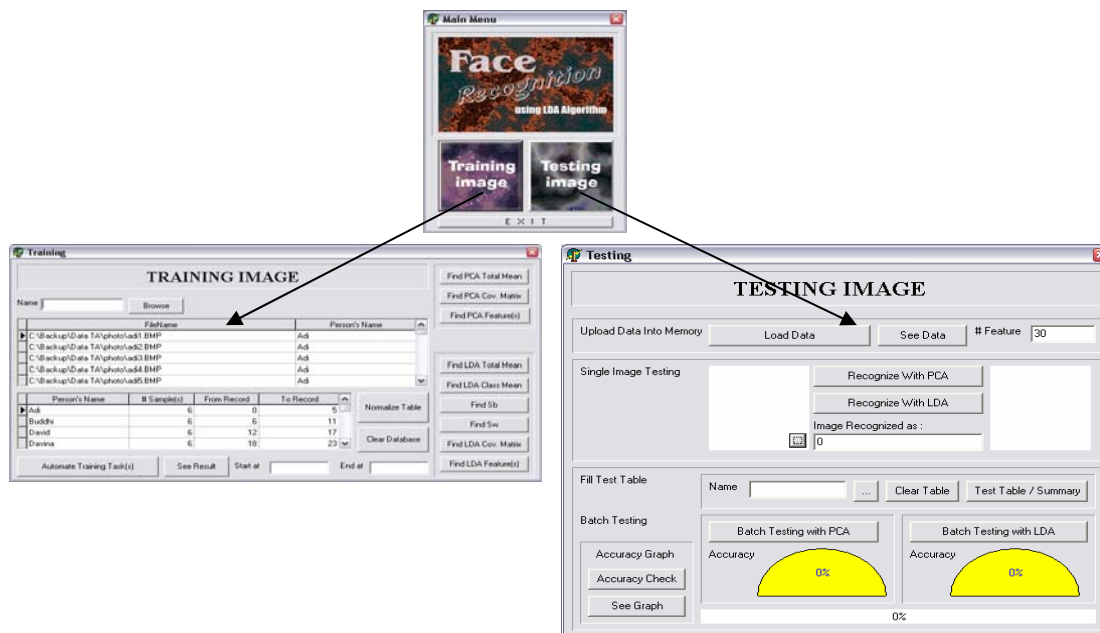 Main Menu
Face
Recognition
using LDA Algorithm
Training
image
Testing
image
E X I T
Training
TRAINING IMAGE
Name
Browse
FileName Person's Name
C:\Backup\Data TA\photo\adi1.BMP Adi
C:\Backup\Data TA\photo\adi2.BMP Adi
C:\Backup\Data TA\photo\adi3.BMP Adi
C:\Backup\Data TA\photo\adi4.BMP Adi
C:\Backup\Data TA\photo\adi5.BMP Adi
Person's Name # Sample(s) From Record To Record
Adi 6 0 5
Buddhi 6 6 11
David 6 12 17
Davina 6 18 23
Normalize Table
Clear Database
Automate Training Task(s)
See Result
Start at
End at
Find PCA Total Mean
Find PCA Cov. Matrix
Find PCA Feature(s)
Find LDA Total Mean
Find LDA Class Mean
Find Sb
Find Sw
Find LDA Cov. Matrix
Find LDA Feature(s)
Testing
TESTING IMAGE
Upload Data Into Memory
Load Data
See Data
# Feature 30
Single Image Testing
Recognize With PCA
Recognize With LDA
Image Recognized as :
...
0
Fill Test Table
Name
...
Clear Table
Test Table / Summary
Batch Testing
Batch Testing with PCA
Batch Testing with LDA
Accuracy Graph
Accuracy Check
See Graph
Accuracy
0%
Accuracy
0%
0%